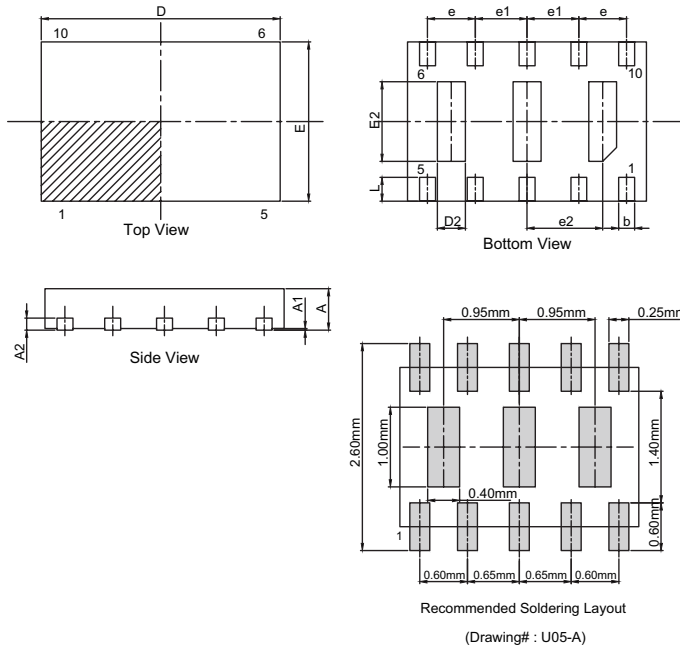 D
10
6
E
1
5
Top View
e
e1
e1
e
6
10
E2
5
1
L
D2
e2
b
Bottom View
A2
A1
A
Side View
0.95mm
0.95mm
0.25mm
2.60mm
1.00mm
1.40mm
0.40mm
0.60mm
1
0.60mm
0.65mm
0.65mm
0.60mm
Recommended Soldering Layout
(Drawing# : U05-A)